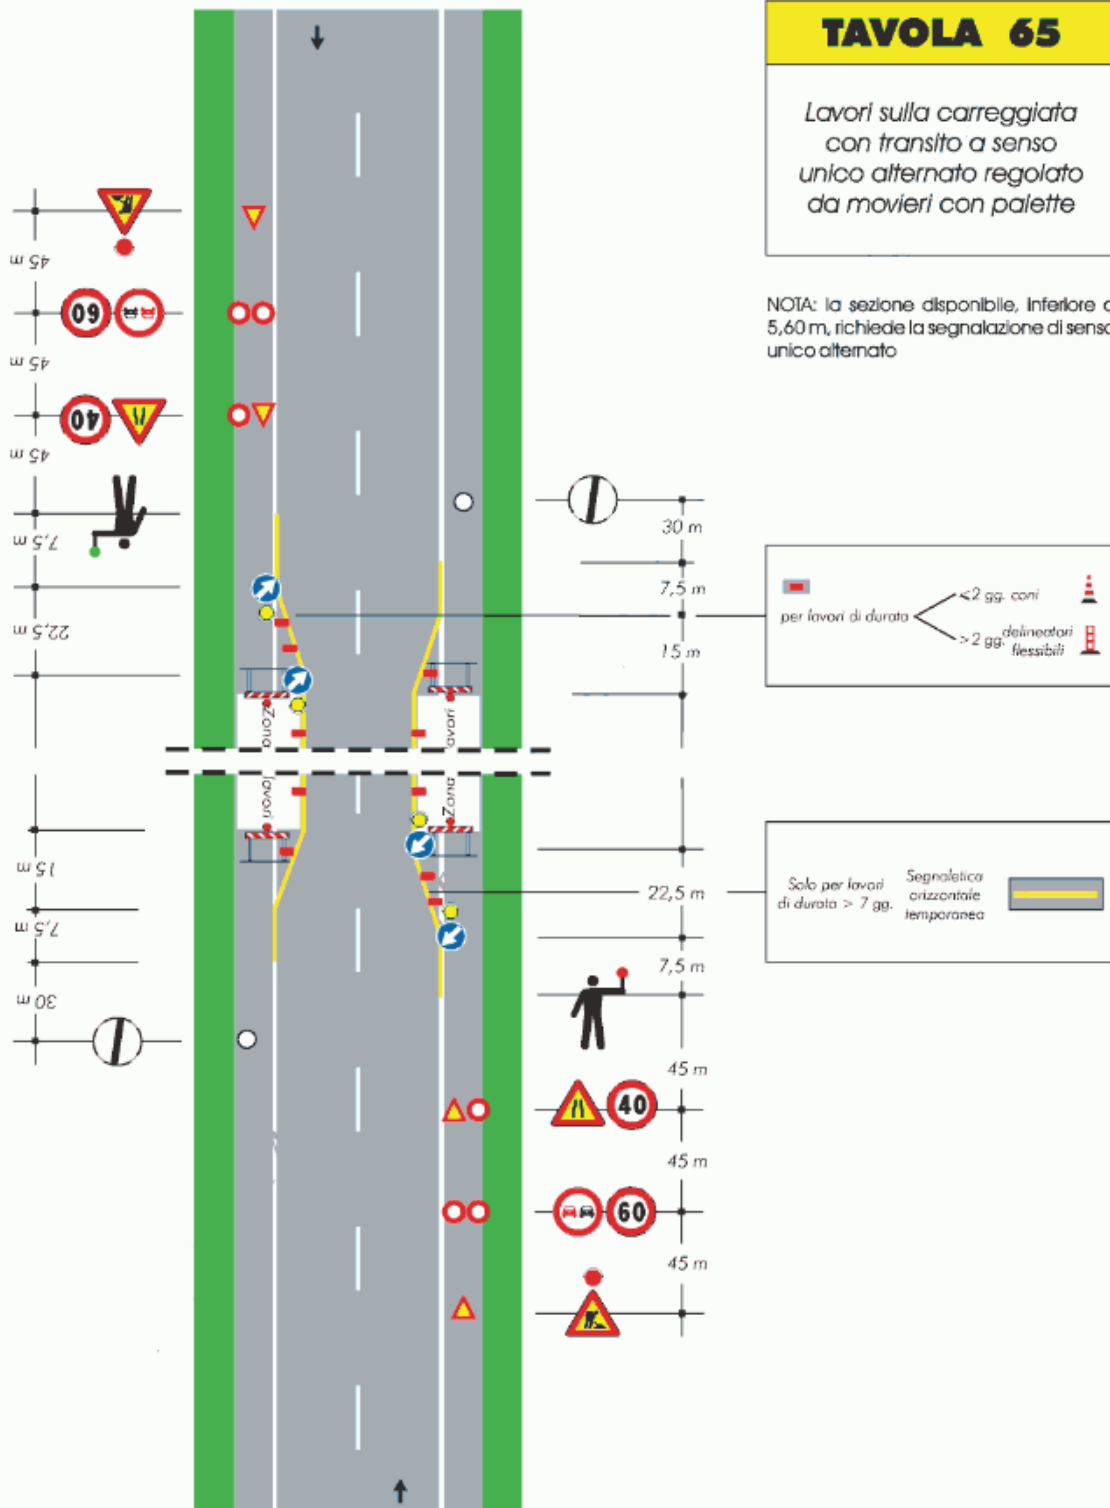 TAVOLA 65
Lavori sulla carreggiata
con transito a senso
unico alternato regolato
da movieri con palette
NOTA: la sezione disponibile, inferiore a
5,60 m, richiede la segnalazione di senso
unico alternato
45 m
60
45 m
40
45 m
7,5 m
22,5 m
30 m
7,5 m
15 m
per lavori di durata
<2 gg. coni
>2 gg. delineatori
flessibili
Zona
lavori
avori
Zona
15 m
7,5 m
30 m
22,5 m
7,5 m
Solo per lavori
di durata > 7 gg.
Segnaletica
orizzontale
temporanea
45 m
40
45 m
60
45 m